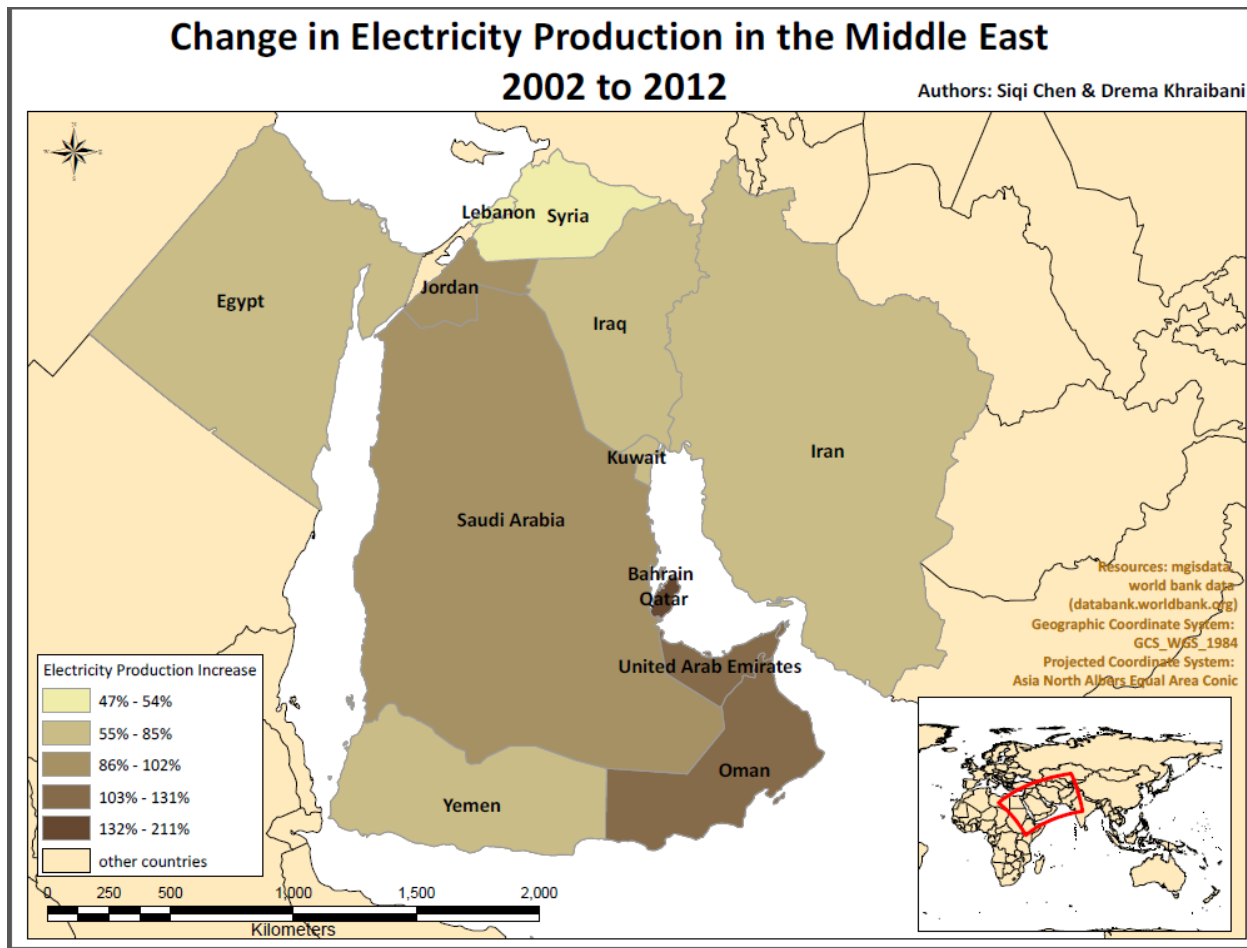 Change in Electricity Production in the Middle East
2002 to 2012
Authors: Siqi Chen & Drema Khraibani
Lebanon
Syria
Jordan
Egypt
Iraq
Iran
Kuwait
Saudi Arabia
Bahrain
Qatar
United Arab Emirates
Oman
Yemen
Resources: mgisdata,
world bank data
(databank.worldbank.org)
Geographic Coordinate System:
GCS_WGS_1984
Projected Coordinate System:
Asia North Albers Equal Area Conic
Electricity Production Increase
47% - 54%
55% - 85%
86% - 102%
103% - 131%
132% - 211%
other countries
0 250 500 1,000 1,500 2,000
Kilometers